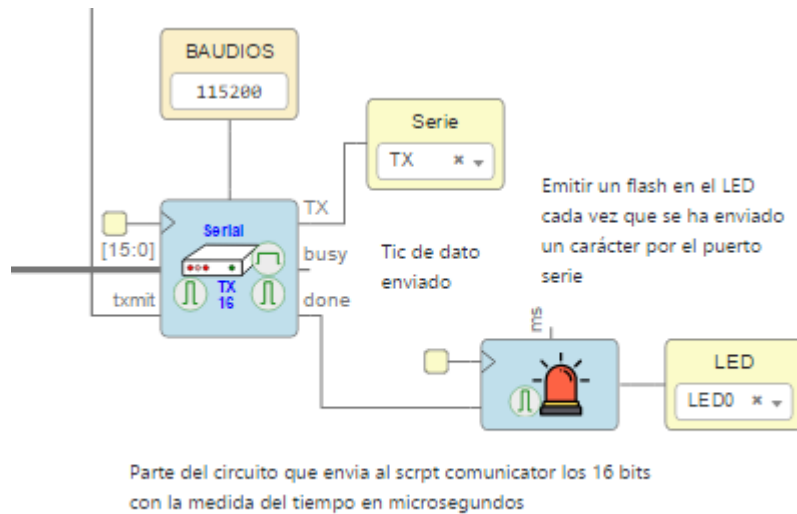 BAUDIOS
115200
Serie
TX
Serial
TX
16
[15:0]
txmit
TX
busy
done
Tic de dato
enviado
Emitir un flash en el LED
cada vez que se ha enviado
un carácter por el puerto
serie
ms
LED
LED0
Parte del circuito que envia al scrpt comunicator los 16 bits
con la medida del tiempo en microsegundos